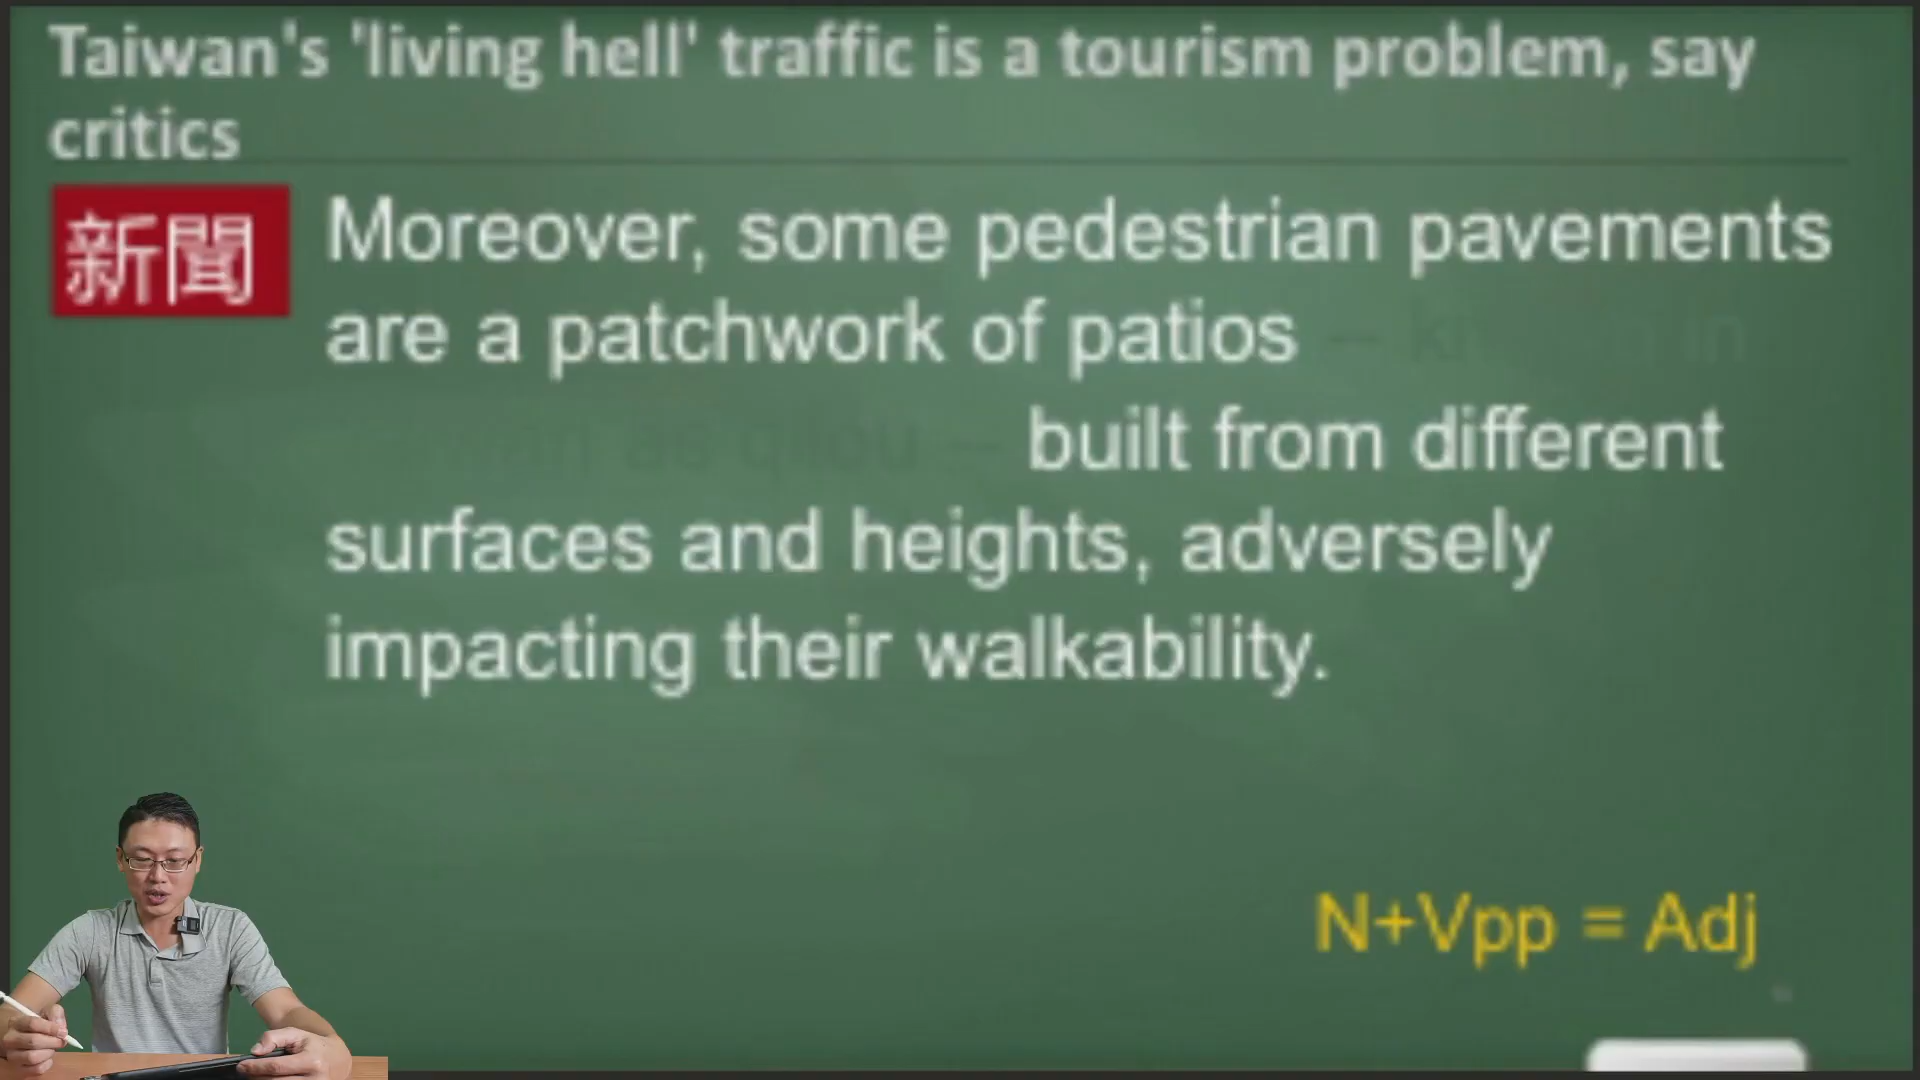 Taiwan's 'living hell' traffic is a tourism problem, say
critics
新聞
Moreover, some pedestrian pavements
are a patchwork of patios
built from different
surfaces and heights, adversely
impacting their walkability.
N+Vpp = Adj